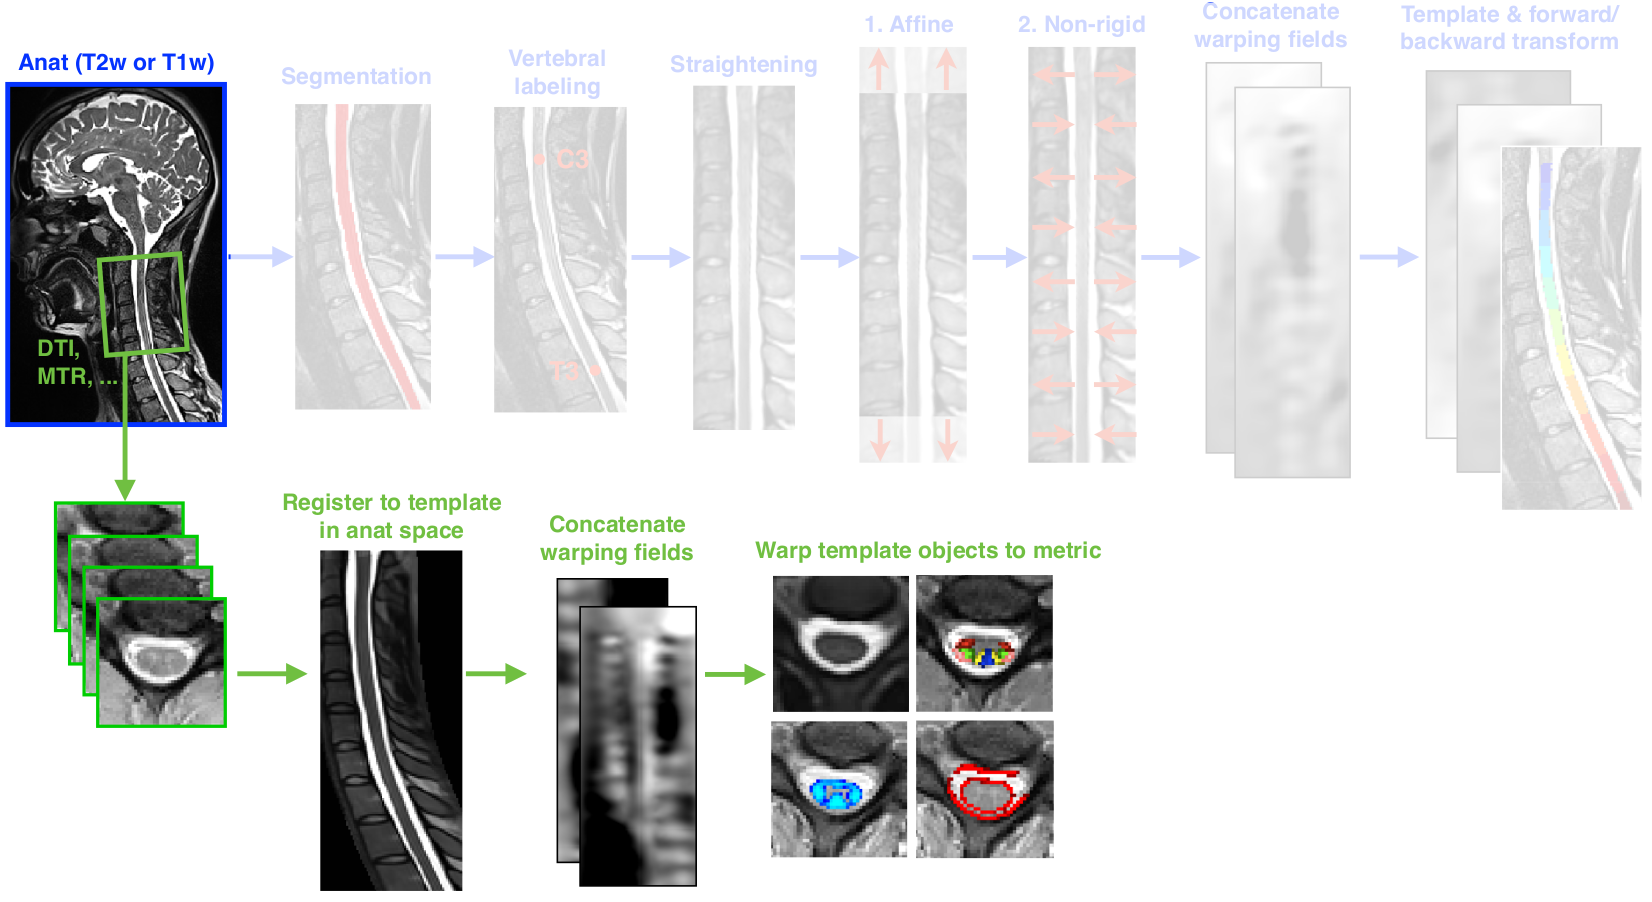 Anat (T2w or T1w)
Segmentation
Vertebral
labeling
Straightening
1. Affine
2. Non-rigid
Concatenate
warping fields
Template & forward/
backward transform
C3
T3
DTI,
MTR, ...
Register to template
in anat space
Concatenate
warping fields
Warp template objects to metric